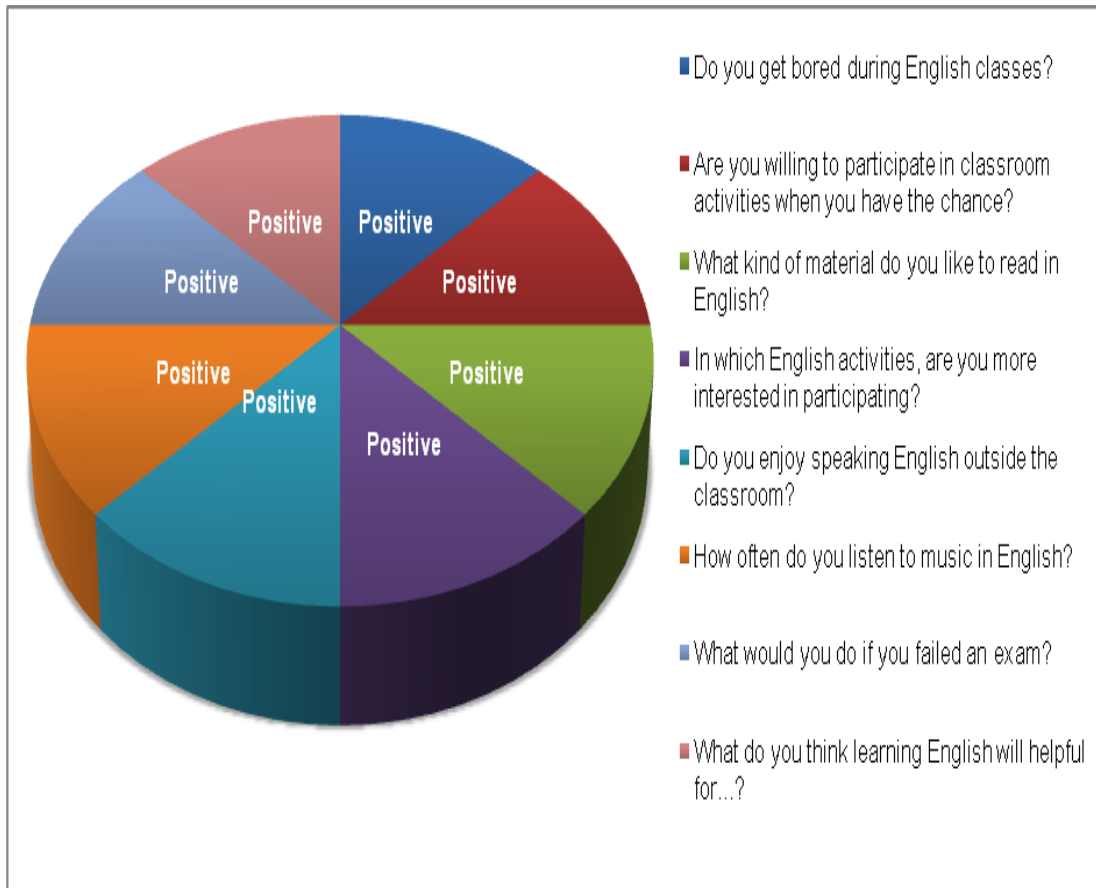 Do you get bored during English classes?
Are you willing to participate in classroom
activities when you have the chance?
What kind of material do you like to read in
English?
In which English activities, are you more
interested in participating?
Do you enjoy speaking English outside the
classroom?
How often do you listen to music in English?
What would you do if you failed an exam?
What do you think learning English will helpful
for...?
Positive
Positive
Positive
Positive
Positive
Positive
Positive
Positive